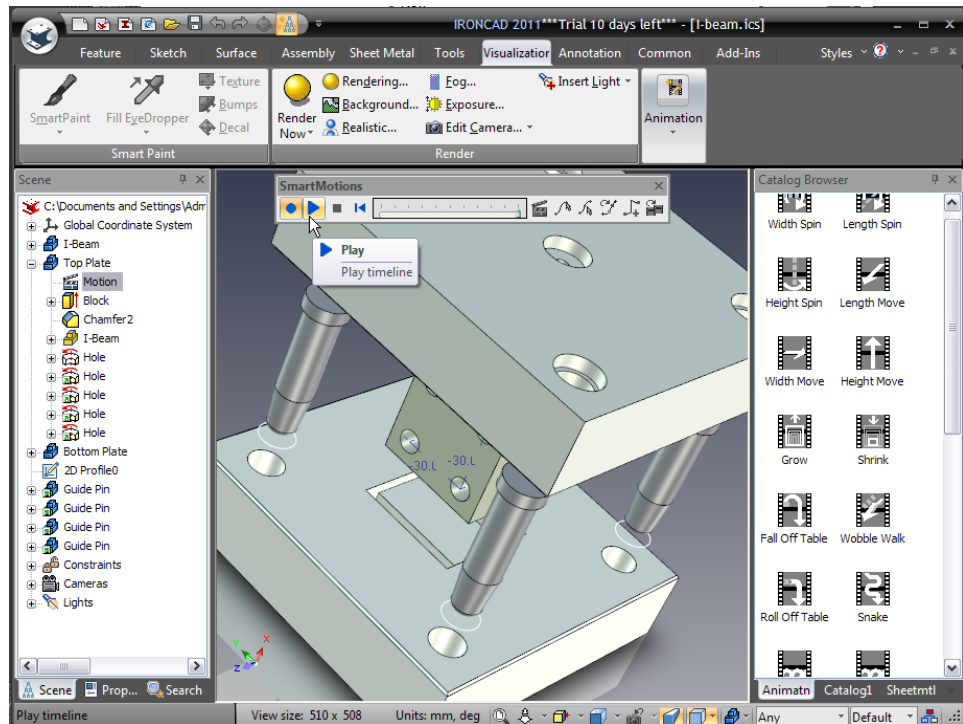 IRONCAD 2011***Trial 10 days left*** - [I-beam.ics]
Feature Sketch Surface Assembly Sheet Metal Tools Visualization Annotation Common Add-Ins Styles
SmartPaint Fill EyeDropper Texture Bumps Decal
Smart Paint
Render Now Rendering... Background... Realistic... Fog... Exposure... Edit Camera... Insert Light
Render
Animation
Scene
C:\Documents and Settings\Adm
Global Coordinate System
I-Beam
Top Plate
Motion
Block
Chamfer2
I-Beam
Hole
Hole
Hole
Hole
Hole
Bottom Plate
2D Profile0
Guide Pin
Guide Pin
Guide Pin
Guide Pin
Constraints
Cameras
Lights
Scene Prop... Search
SmartMotions
Play
Play timeline
-30.0 -30.0
Y X
Z
Catalog Browser
Width Spin Length Spin
Height Spin Length Move
Width Move Height Move
Grow Shrink
Fall Off Table Wobble Walk
Roll Off Table Snake
Animatn Catalog1 Sheetmtl
Play timeline View size: 510 x 508 Units: mm, deg Any Default